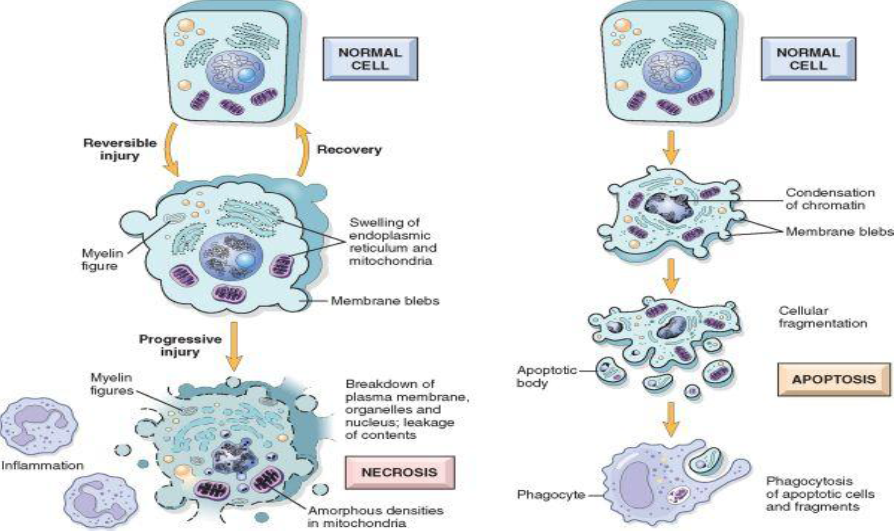 NORMAL
CELL
Reversible
injury
Recovery
Swelling of
endoplasmic
reticulum and
mitochondria
Myelin
figure
Membrane blebs
Progressive
injury
Myelin
figures
Breakdown of
plasma membrane,
organelles and
nucleus; leakage
of contents
Inflammation
NECROSIS
Amorphous densities
in mitochondria
NORMAL
CELL
Condensation
of chromatin
Membrane blebs
Cellular
fragmentation
Apoptotic
body
APOPTOSIS
Phagocyte
Phagocytosis
of apoptotic cells
and fragments